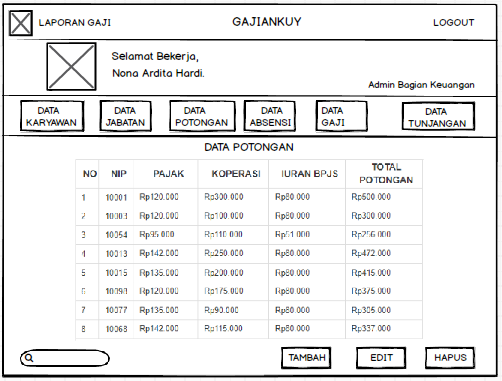 LAPORAN GAJI GAJIANKUY LOGOUT
Selamat Bekerja,
Nona Ardita Hardi.
Admin Bagian Keuangan
DATA KARYAWAN
DATA JABATAN
DATA POTONGAN
DATA ABSENSI
DATA GAJI
DATA TUNJANGAN
DATA POTONGAN
NO NIP PAJAK KOPERASI IURAN BPJS TOTAL POTONGAN
1 10001 Rp120.000 Rp300.000 Rp80.000 Rp500.000
2 10003 Rp120.000 Rp100.000 Rp80.000 Rp300.000
3 10054 Rp95.000 Rp110.000 Rp51.000 Rp256.000
4 10013 Rp142.000 Rp250.000 Rp80.000 Rp472.000
5 10015 Rp135.000 Rp200.000 Rp80.000 Rp415.000
6 10098 Rp120.000 Rp175.000 Rp80.000 Rp375.000
7 10077 Rp135.000 Rp90.000 Rp80.000 Rp305.000
8 10068 Rp142.000 Rp115.000 Rp80.000 Rp337.000
TAMBAH EDIT HAPUS